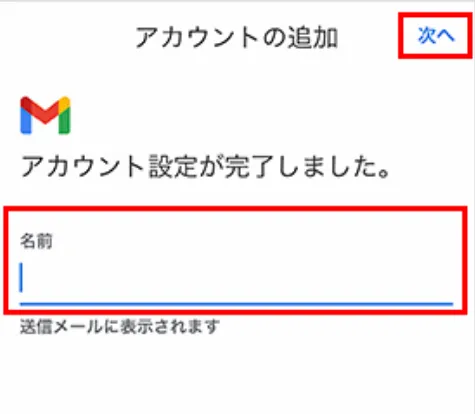 アカウントの追加
次へ
アカウント設定が完了しました。
名前
送信メールに表示されます